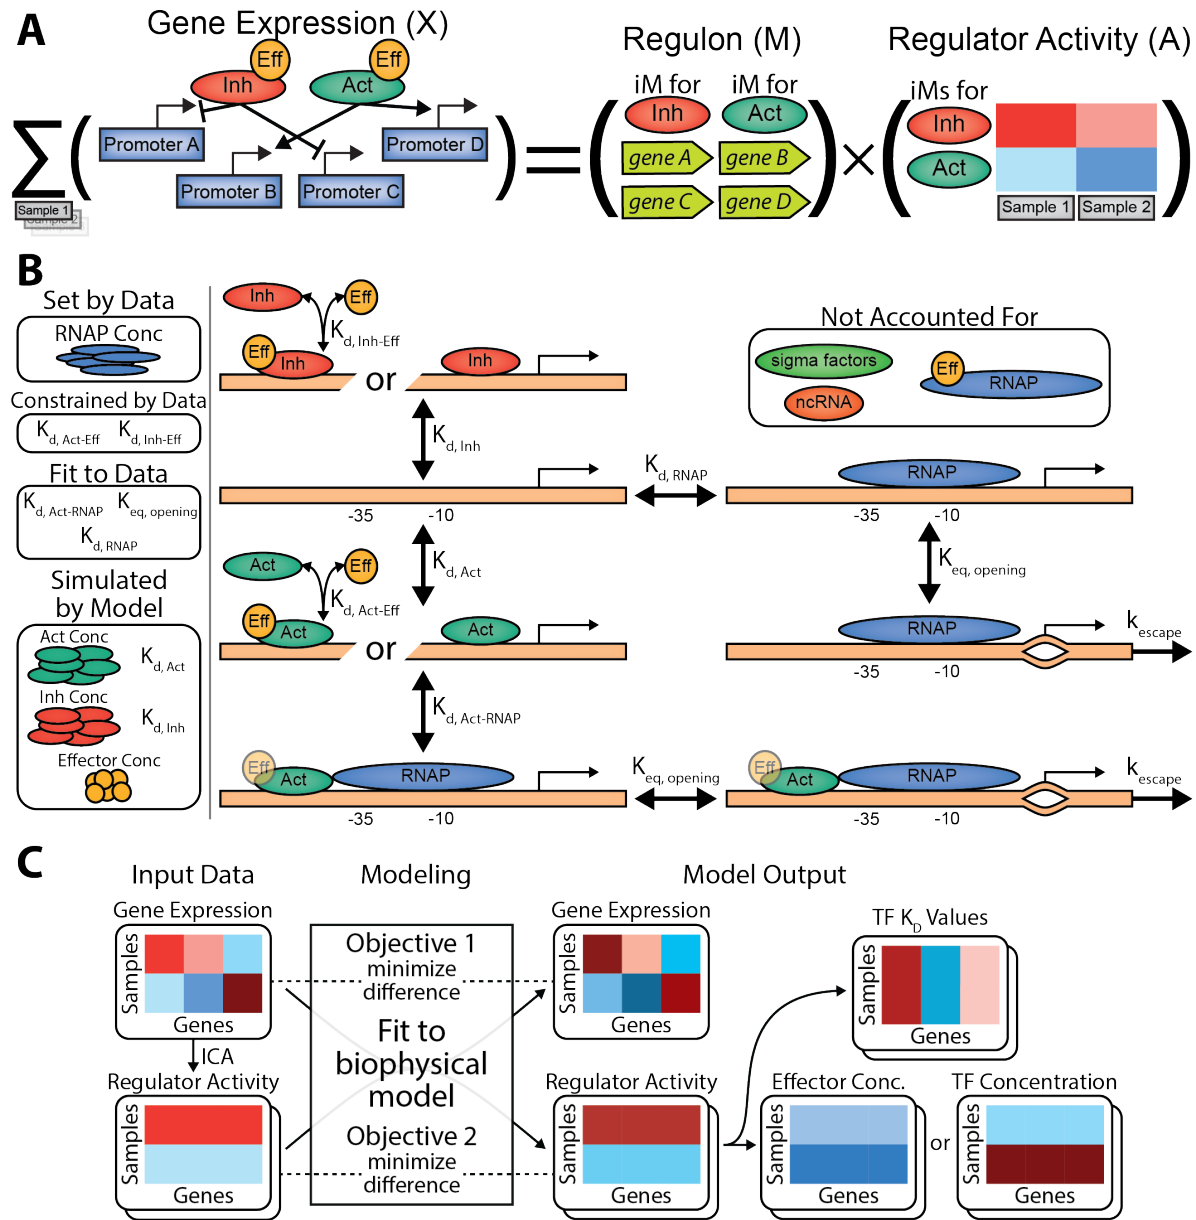 A
Gene Expression (X)
Regulon (M)
Regulator Activity (A)
Eff
Eff
Inh
Act
iM for
iM for
iMs for
Inh
Act
Inh
∑
(
)
=
(
)
×
(
)
Promoter A
Promoter D
gene A
gene B
Act
Promoter B
Promoter C
gene C
gene D
Sample 1
Sample 2
Sample 1
Sample 2
B
Set by Data
RNAP Conc
Constrained by Data
Kd, Act-Eff
Kd, Inh-Eff
Fit to Data
Kd, Act-RNAP
Keq, opening
Kd, RNAP
Simulated
by Model
Act Conc
Kd, Act
Inh Conc
Kd, Inh
Effector Conc
Inh
Eff
Kd, Inh-Eff
Eff
Inh
or
Inh
Kd, Inh
-35
-10
Kd, RNAP
Act
Eff
Kd, Act
Kd, Act-Eff
Eff
Act
or
Act
Kd, Act-RNAP
Eff
Act
RNAP
-35
-10
Keq, opening
Not Accounted For
sigma factors
Eff
RNAP
ncRNA
RNAP
-35
-10
Keq, opening
RNAP
kescape
-35
-10
Eff
Act
RNAP
kescape
-35
-10
C
Input Data
Modeling
Model Output
Gene Expression
Samples
Genes
ICA
Regulator Activity
Samples
Genes
Objective 1
minimize
difference
Fit to
biophysical
model
Objective 2
minimize
difference
Gene Expression
Samples
Genes
Regulator Activity
Samples
Genes
TF KD Values
Samples
Genes
Effector Conc.
Samples
Genes
or
TF Concentration
Samples
Genes